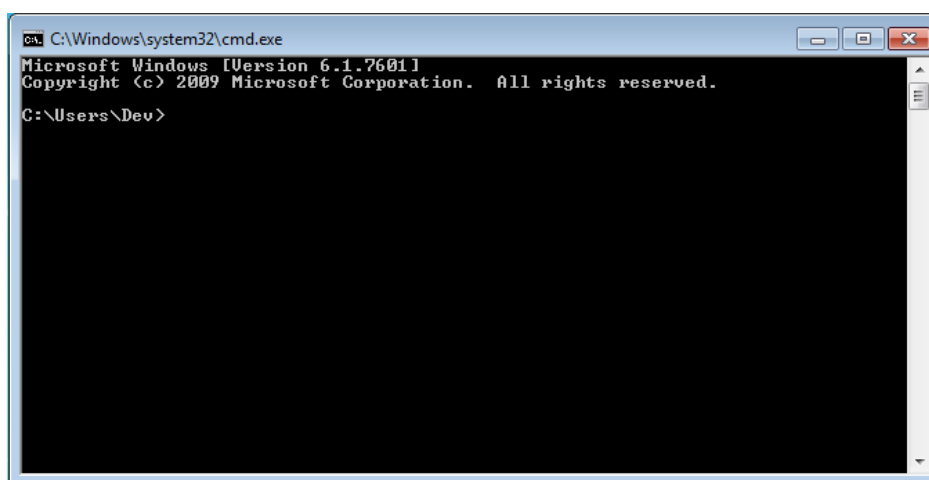 C:\Windows\system32\cmd.exe
Microsoft Windows [Version 6.1.7601]
Copyright (c) 2009 Microsoft Corporation.  All rights reserved.
C:\Users\Dev>